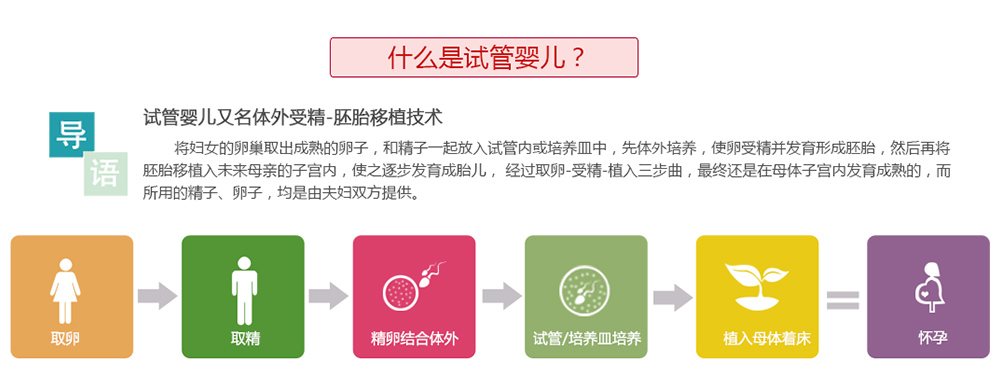 什么是试管婴儿？
导语
试管婴儿又名体外受精-胚胎移植技术
将妇女的卵巢取出成熟的卵子，和精子一起放入试管内或培养皿中，先体外培养，使卵受精并发育形成胚胎，然后再将
胚胎移植入未来母亲的子宫内，使之逐步发育成胎儿， 经过取卵-受精-植入三步曲，最终还是在母体子宫内发育成熟的，而
所用的精子、卵子，均是由夫妇双方提供。
取卵
取精
精卵结合体外
试管/培养皿培养
植入母体着床
怀孕